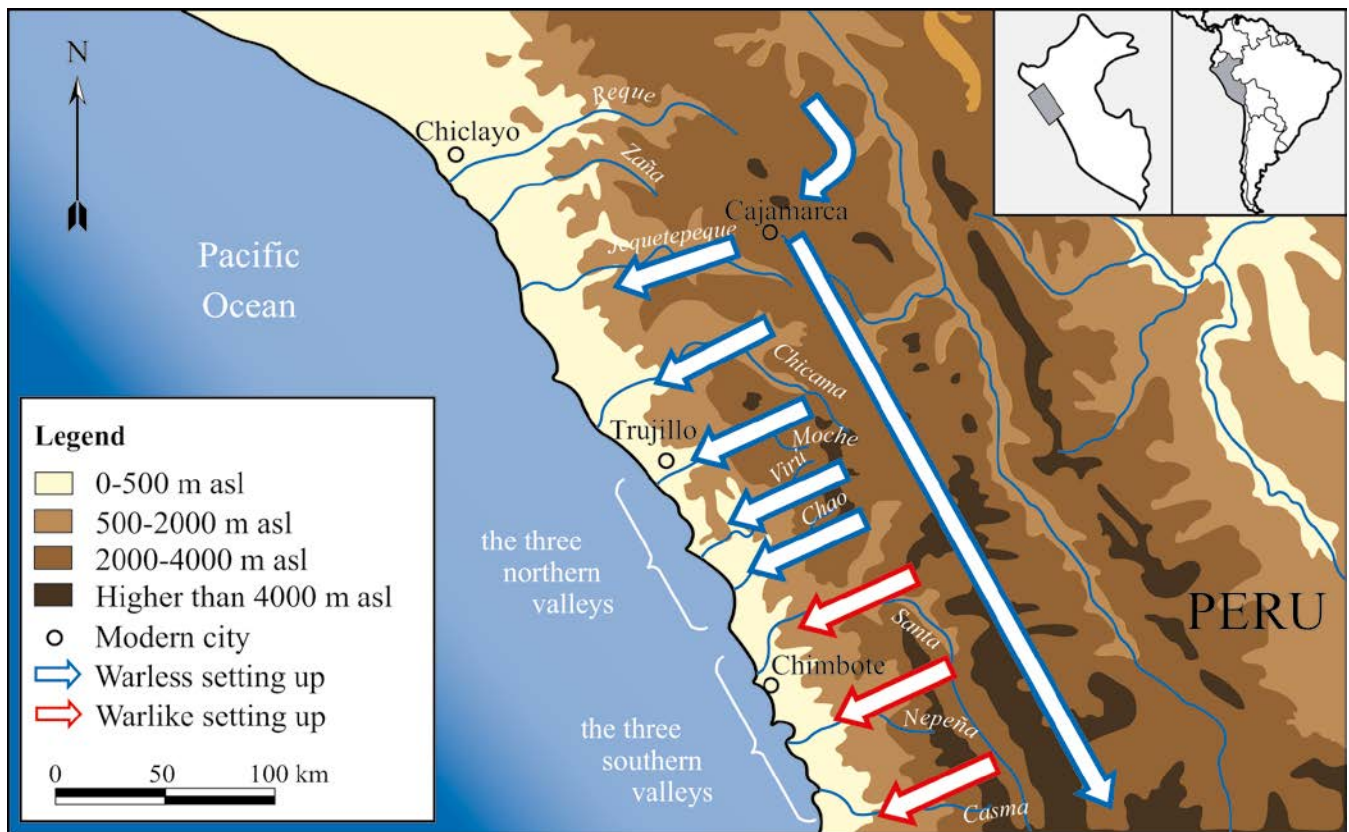 N
Reque
Chiclayo
Zaña
Cajamarca
Jequetepeque
Pacific
Ocean
Chicama
Trujillo
Moche
Virú
Chao
the three
northern
valleys
PERU
Santa
Chimbote
Nepeña
the three
southern
valleys
Casma
Legend
0-500 m asl
500-2000 m asl
2000-4000 m asl
Higher than 4000 m asl
Modern city
Warless setting up
Warlike setting up
0 50 100 km